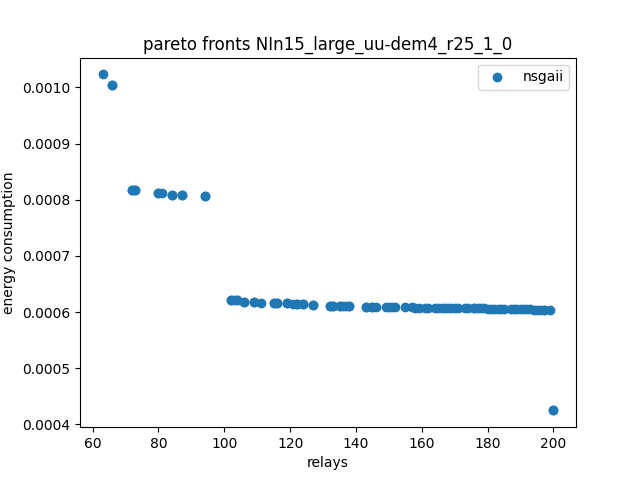 pareto fronts NIn15_large_uu-dem4_r25_1_0
nsgaii
0.0010
0.0009
0.0008
0.0007
0.0006
0.0005
0.0004
energy consumption
60 80 100 120 140 160 180 200
relays